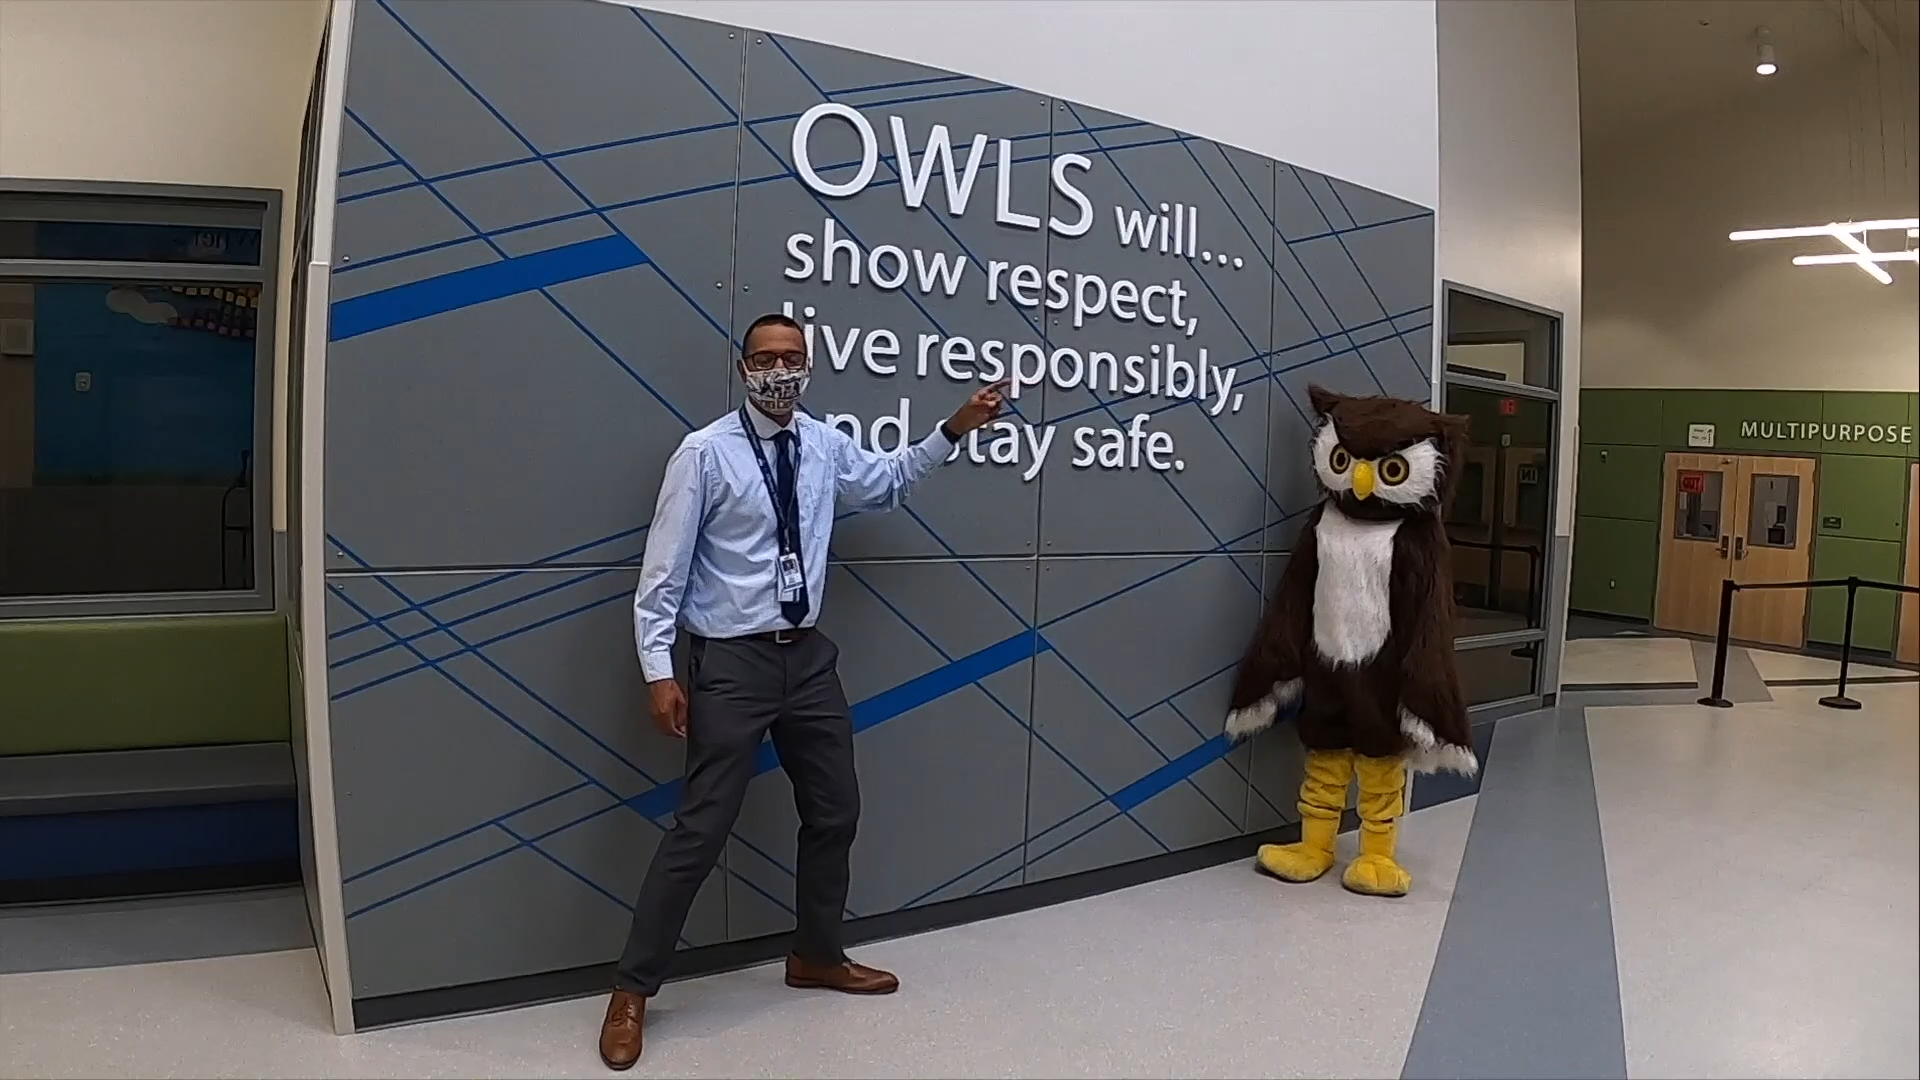 OWLS will...
show respect,
live responsibly,
and stay safe.
MULTIPURPOSE